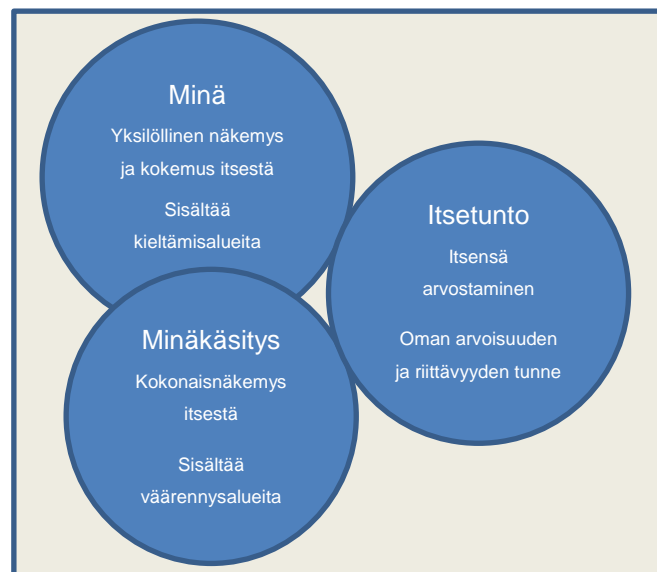 Minä
Yksilöllinen näkemys
ja kokemus itsestä
Sisältää
kieltämisalueita
Itsetunto
Itsensä
arvostaminen
Oman arvoisuuden
ja riittävyyden tunne
Minäkäsitys
Kokonaisnäkemys
itsestä
Sisältää
väärennysalueita